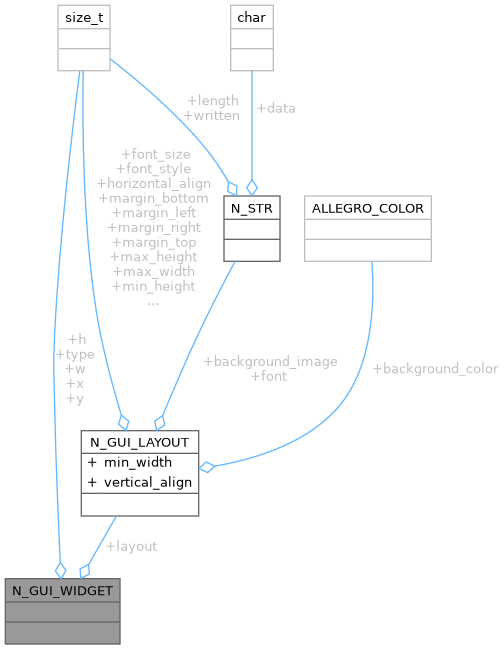 size_t
char
+length
+written
+data
+font_size
+font_style
+horizontal_align
+margin_bottom
+margin_left
+margin_right
+margin_top
+max_height
+max_width
+min_height
...
N_STR
ALLEGRO_COLOR
+h
+type
+w
+x
+y
+background_image
+font
+background_color
N_GUI_LAYOUT
+ min_width
+ vertical_align
+layout
N_GUI_WIDGET